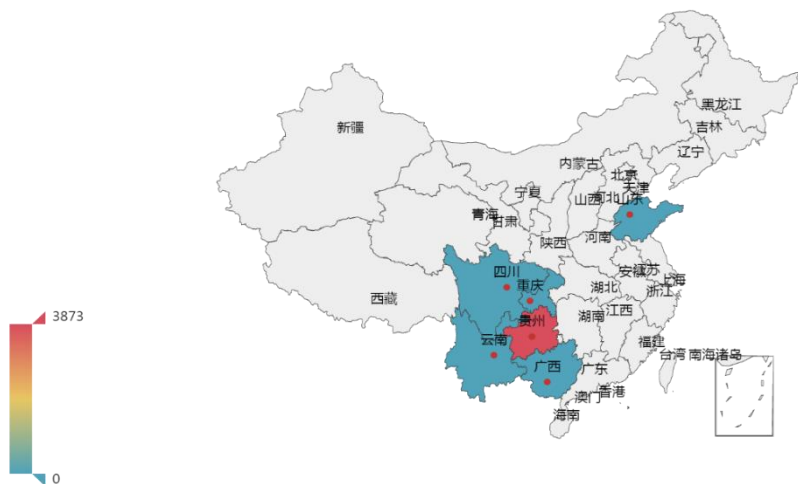 黑龙江
新疆
吉林
辽宁
内蒙古
北京
天津
宁夏
山西
河北
山东
青海
甘肃
陕西
河南
四川
安徽
江苏
上海
重庆
湖北
浙江
西藏
湖南
江西
3873
贵州
云南
福建
台湾
南海诸岛
广西
广东
香港
澳门
海南
0